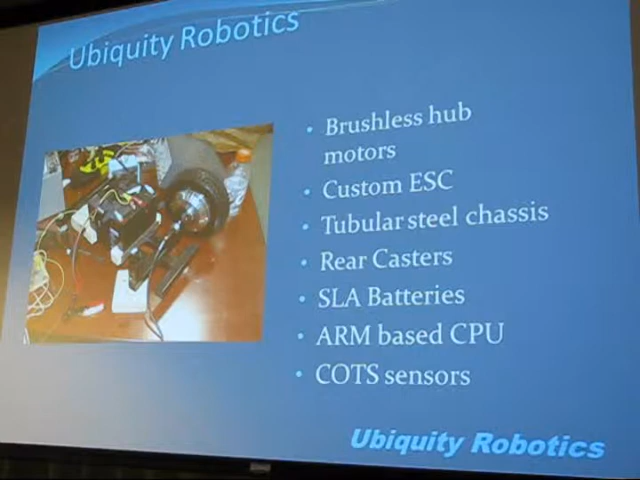 Ubiquity Robotics
• Brushless hub
motors
• Custom ESC
• Tubular steel chassis
• Rear Casters
• SLA Batteries
• ARM based CPU
• COTS sensors
Ubiquity Robotics